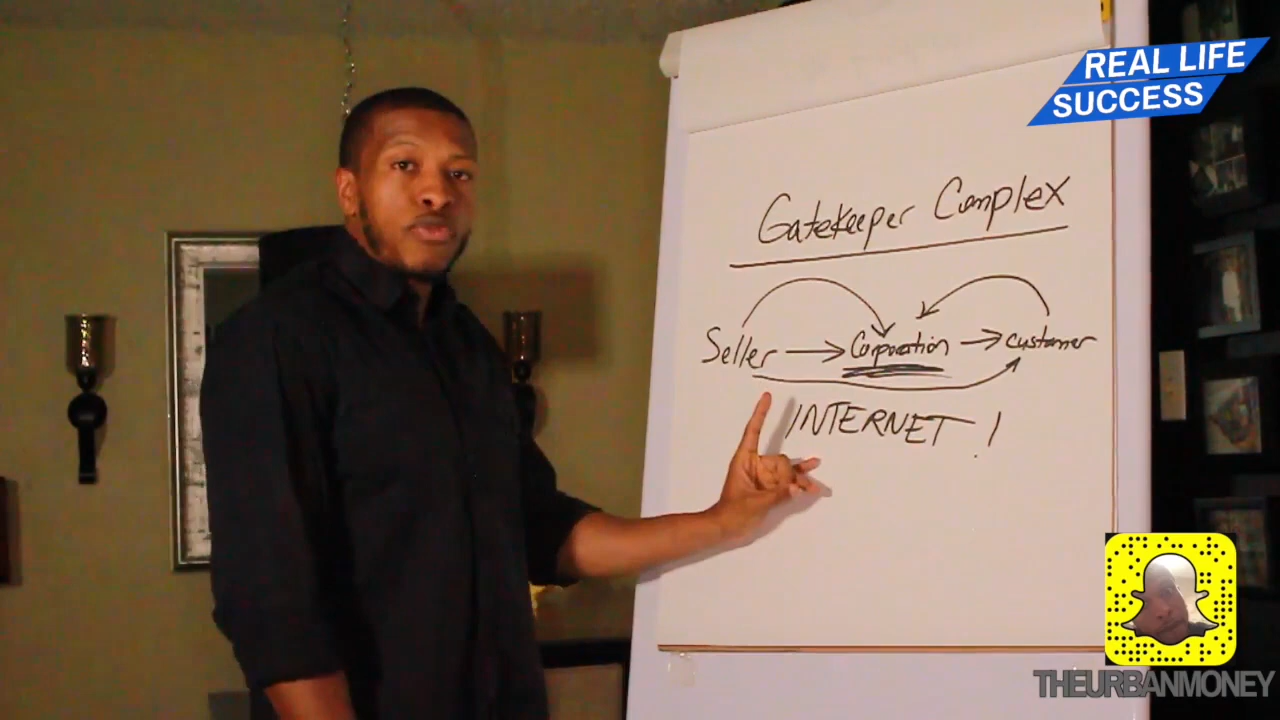 REAL LIFE
SUCCESS
Gatekeeper Complex
Seller Corporation customer
INTERNET !
THEURBANMONEY